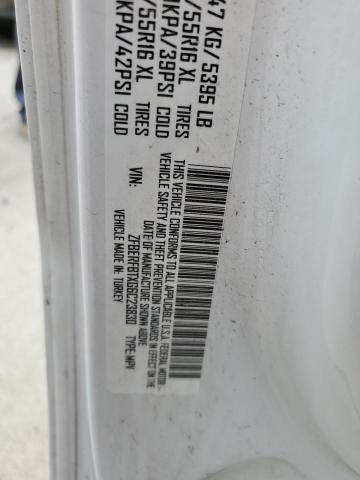 47 KG/ 5395 LB
/55R16 XL TIRES
KPA/39PSI COLD
/55R16 XL TIRES
KPA/42PSI COLD
THIS VEHICLE CONFORMS TO ALL APPLICABLE U.S.A. FEDERAL MOTOR
VEHICLE SAFETY AND THEFT PREVENTION STANDARDS IN EFFECT ON THE
DATE OF MANUFACTURE SHOWN ABOVE
VIN: ZFBERFBTXG6C23830 TYPE:MPV
VEHICLE MADE IN: TURKEY